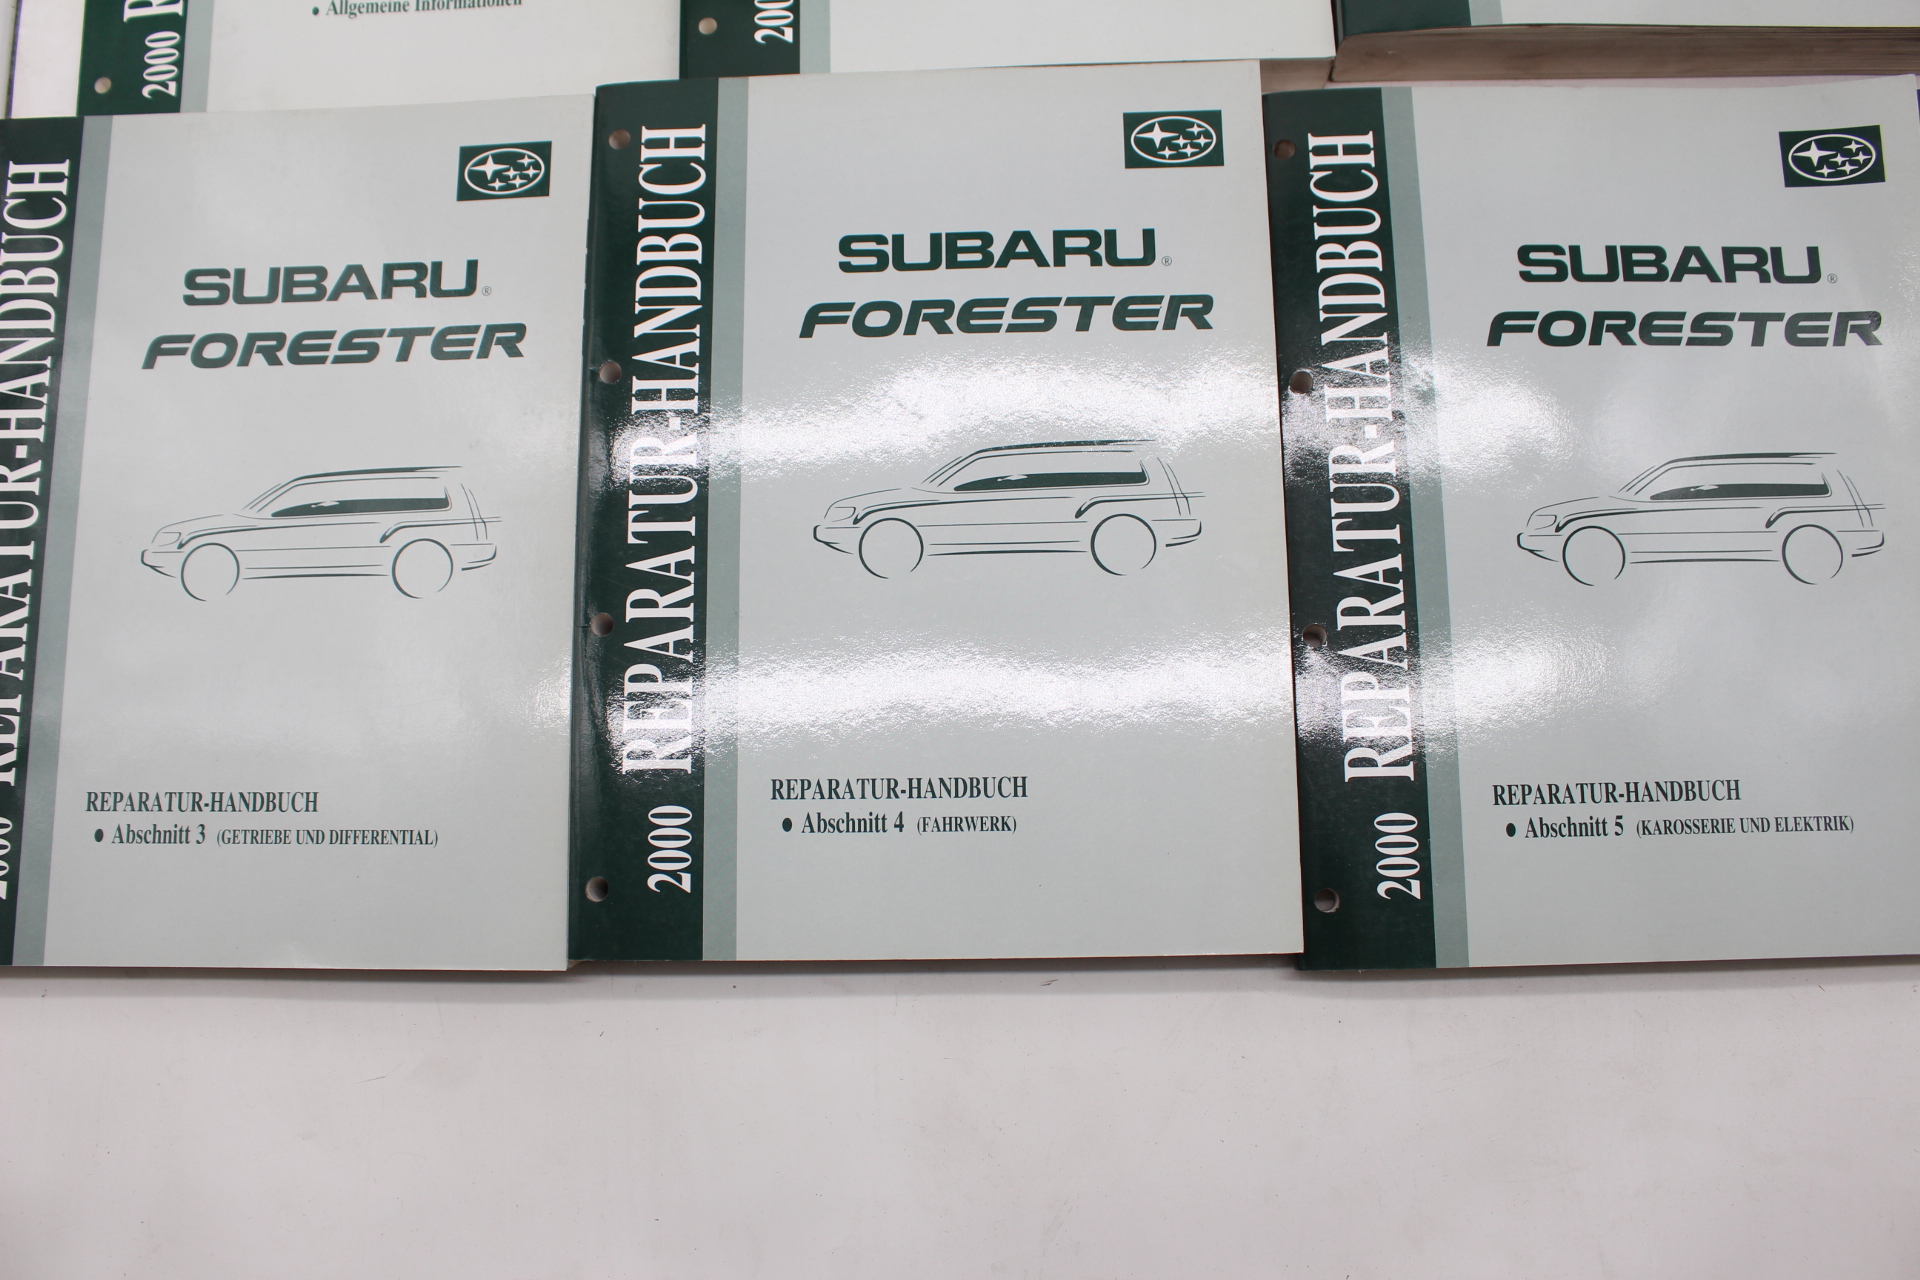 2000 R
• Allgemeine Informationen
200
2000 REPARATUR-HANDBUCH
SUBARU®
FORESTER
REPARATUR-HANDBUCH
• Abschnitt 3 (GETRIEBE UND DIFFERENTIAL)
2000 REPARATUR-HANDBUCH
SUBARU®
FORESTER
REPARATUR-HANDBUCH
• Abschnitt 4 (FAHRWERK)
2000 REPARATUR-HANDBUCH
SUBARU®
FORESTER
REPARATUR-HANDBUCH
• Abschnitt 5 (KAROSSERIE UND ELEKTRIK)